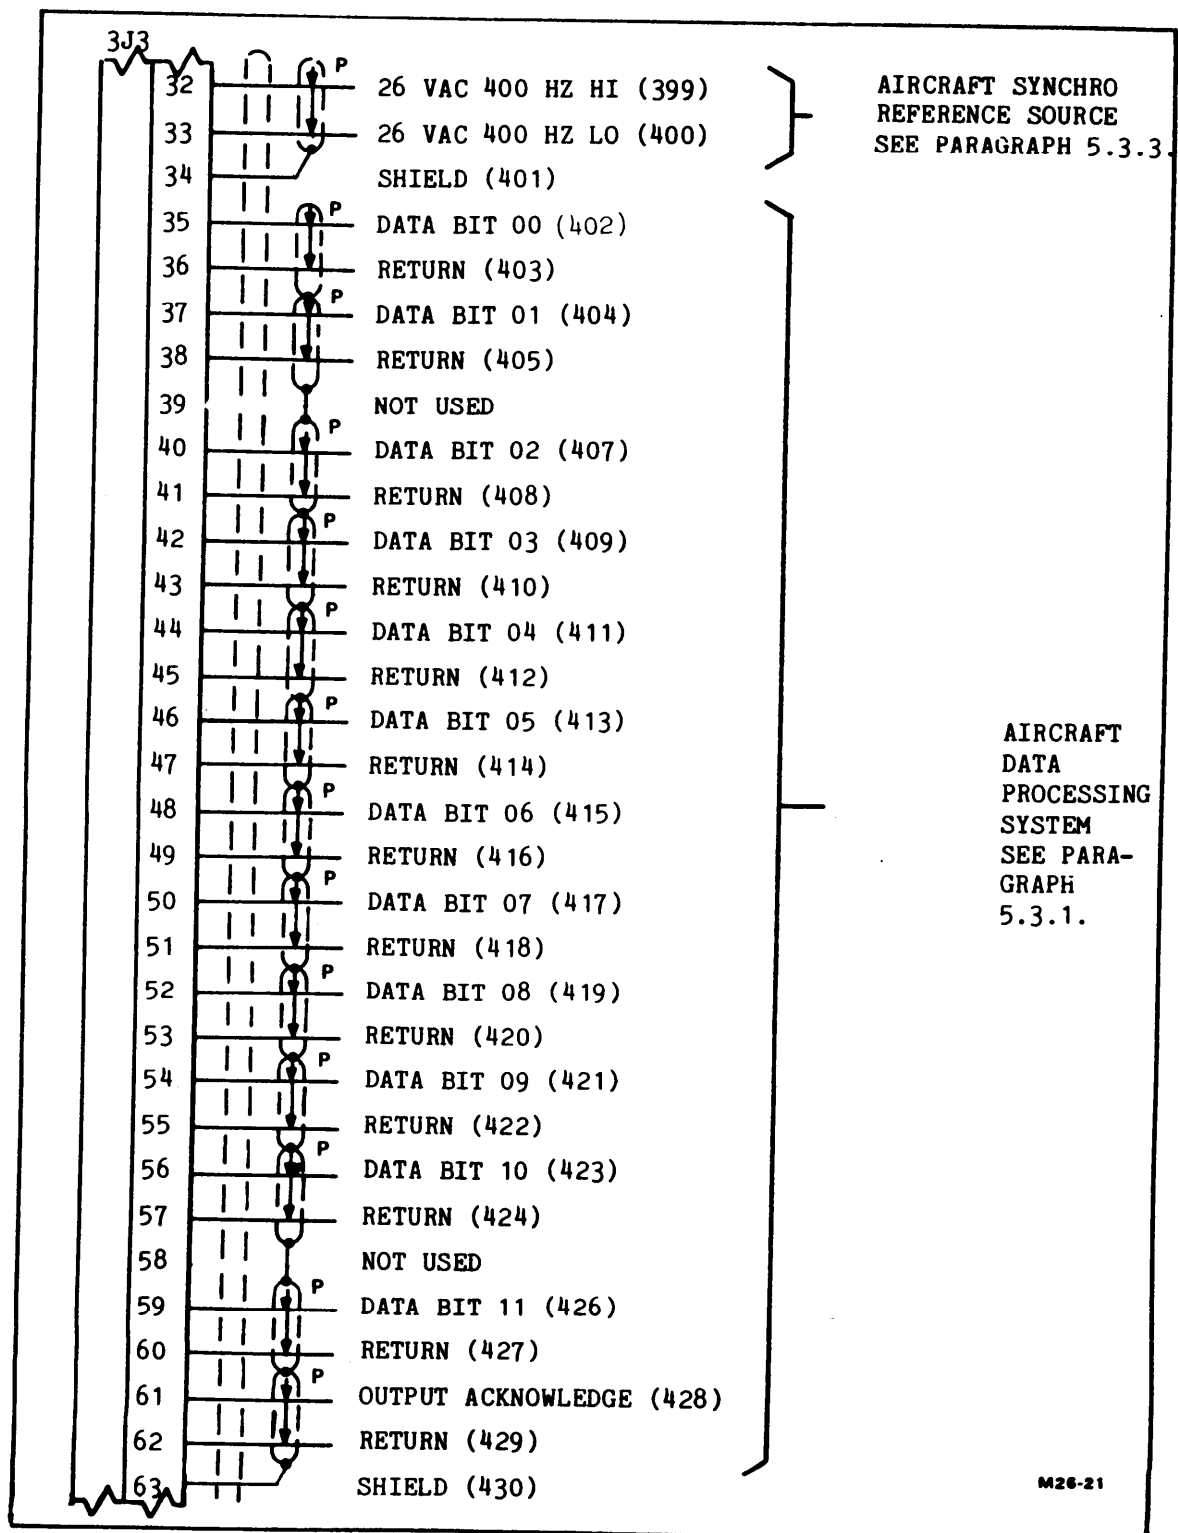 3J3
32 P 26 VAC 400 HZ HI (399)
33 26 VAC 400 HZ LO (400)
34 SHIELD (401)
AIRCRAFT SYNCHRO
REFERENCE SOURCE
SEE PARAGRAPH 5.3.3.
35 P DATA BIT 00 (402)
36 RETURN (403)
37 P DATA BIT 01 (404)
38 RETURN (405)
39 NOT USED
40 P DATA BIT 02 (407)
41 RETURN (408)
42 P DATA BIT 03 (409)
43 RETURN (410)
44 P DATA BIT 04 (411)
45 RETURN (412)
46 P DATA BIT 05 (413)
47 RETURN (414)
48 P DATA BIT 06 (415)
49 RETURN (416)
50 P DATA BIT 07 (417)
51 RETURN (418)
52 P DATA BIT 08 (419)
53 RETURN (420)
54 P DATA BIT 09 (421)
55 RETURN (422)
56 P DATA BIT 10 (423)
57 RETURN (424)
58 NOT USED
59 P DATA BIT 11 (426)
60 RETURN (427)
61 P OUTPUT ACKNOWLEDGE (428)
62 RETURN (429)
63 SHIELD (430)
AIRCRAFT
DATA
PROCESSING
SYSTEM
SEE PARA-
GRAPH
5.3.1.
M26-21